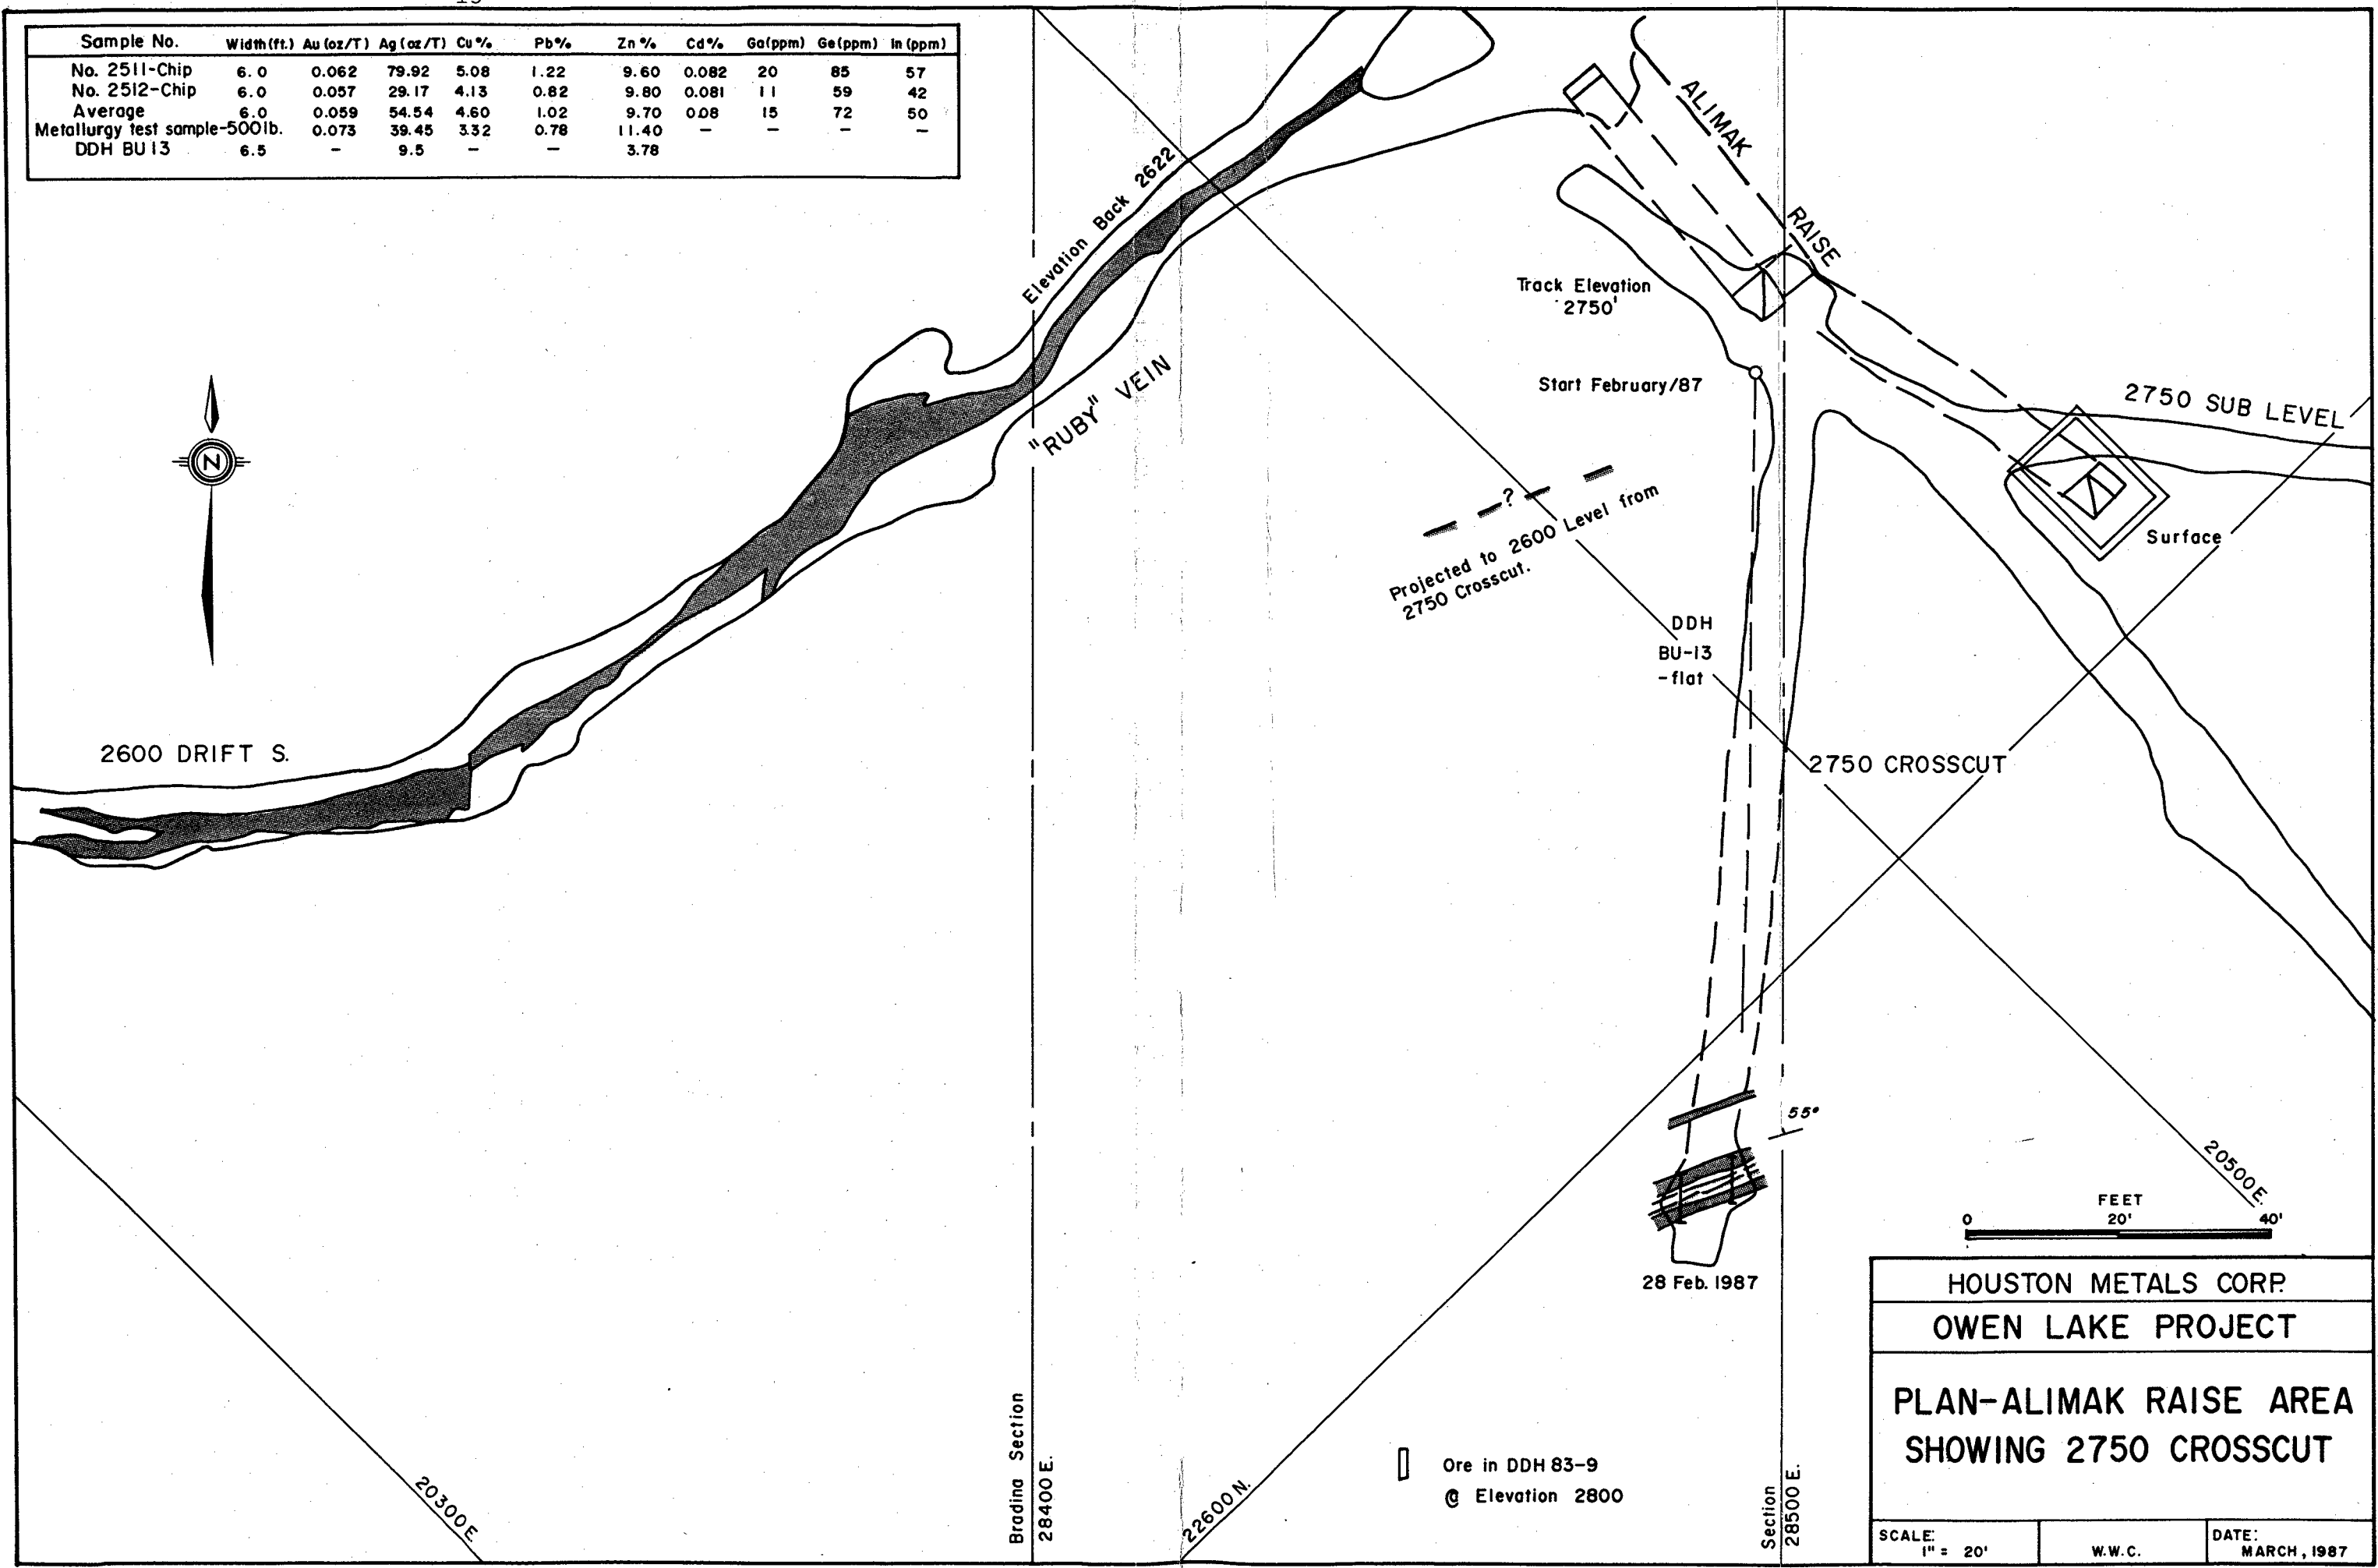 Sample No. Width(ft.) Au (oz/T) Ag (oz/T) Cu % Pb% Zn % Cd% Ga(ppm) Ge(ppm) In (ppm)
No. 2511-Chip 6.0 0.062 79.92 5.08 1.22 9.60 0.082 20 85 57
No. 2512-Chip 6.0 0.057 29.17 4.13 0.82 9.80 0.081 11 59 42
Average 6.0 0.059 54.54 4.60 1.02 9.70 0.08 15 72 50
Metallurgy test sample-500lb. 0.073 39.45 3.32 0.78 11.40 – – – –
DDH BU 13 6.5 – 9.5 – – 3.78
ALIMAK
RAISE
Elevation Back 2622
Track Elevation
2750'
Start February/87
"RUBY" VEIN
2750 SUB LEVEL
N
?
Surface
Projected to 2600 Level from
2750 Crosscut.
DDH
BU-13
-flat
2600 DRIFT S.
2750 CROSSCUT
55°
20500 E.
FEET
0 20' 40'
28 Feb. 1987
HOUSTON METALS CORP.
OWEN LAKE PROJECT
PLAN-ALIMAK RAISE AREA
SHOWING 2750 CROSSCUT
SCALE:
1" = 20'
W.W.C.
DATE:
MARCH, 1987
20300 E.
Bradina Section
28400 E.
22600 N.
Ore in DDH 83-9
@ Elevation 2800
Section
28500 E.